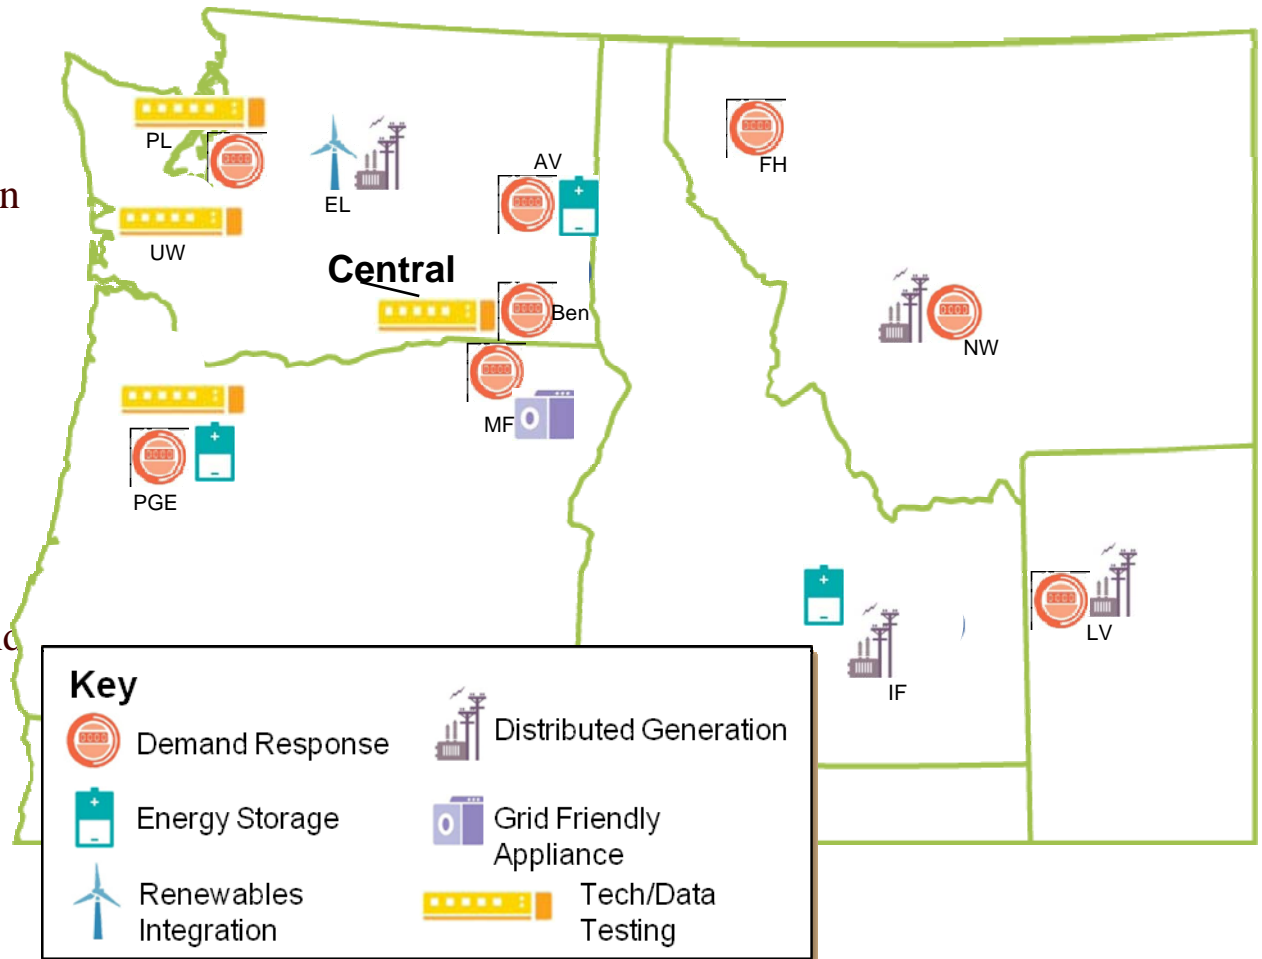 PL
n
UW
EL
AV
FH
Central
Ben
NW
MF
PGE
LV
IF
Key
Demand Response
Distributed Generation
Energy Storage
Grid Friendly
Appliance
Renewables
Integration
Tech/Data
Testing